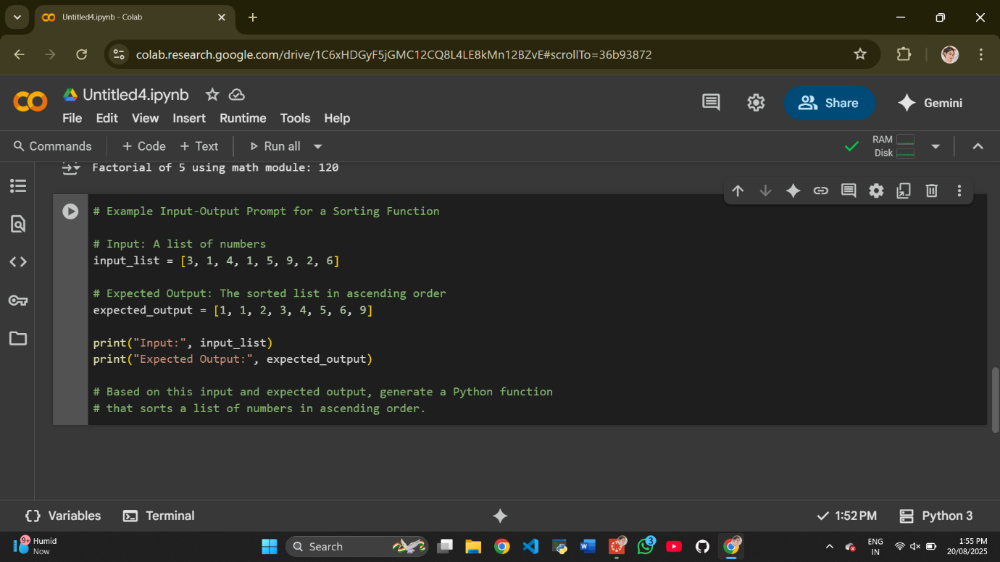 Untitled4.ipynb - Colab
colab.research.google.com/drive/1C6xHDGyF5jGMC12CQ8L4LE8kMn12BZvE#scrollTo=36b93872
Untitled4.ipynb
Share
Gemini
File Edit View Insert Runtime Tools Help
Commands + Code + Text Run all
RAM
Disk
Factorial of 5 using math module: 120
# Example Input-Output Prompt for a Sorting Function
# Input: A list of numbers
input_list = [3, 1, 4, 1, 5, 9, 2, 6]
# Expected Output: The sorted list in ascending order
expected_output = [1, 1, 2, 3, 4, 5, 6, 9]
print("Input:", input_list)
print("Expected Output:", expected_output)
# Based on this input and expected output, generate a Python function
# that sorts a list of numbers in ascending order.
Variables Terminal 1:52 PM Python 3
9+
Humid
Now
Search
3
ENG
IN
1:55 PM
20/08/2025